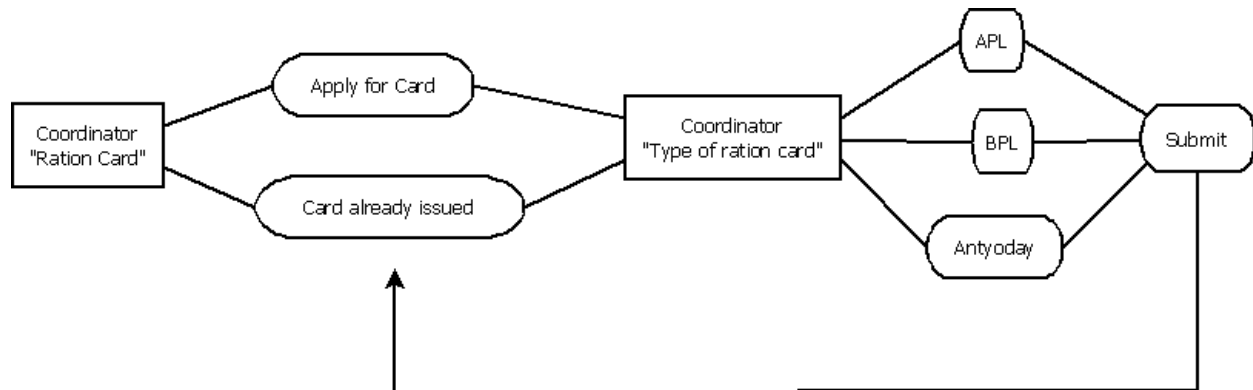 Coordinator
"Ration Card"
Apply for Card
Card already issued
Coordinator
"Type of ration card"
APL
BPL
Antyoday
Submit